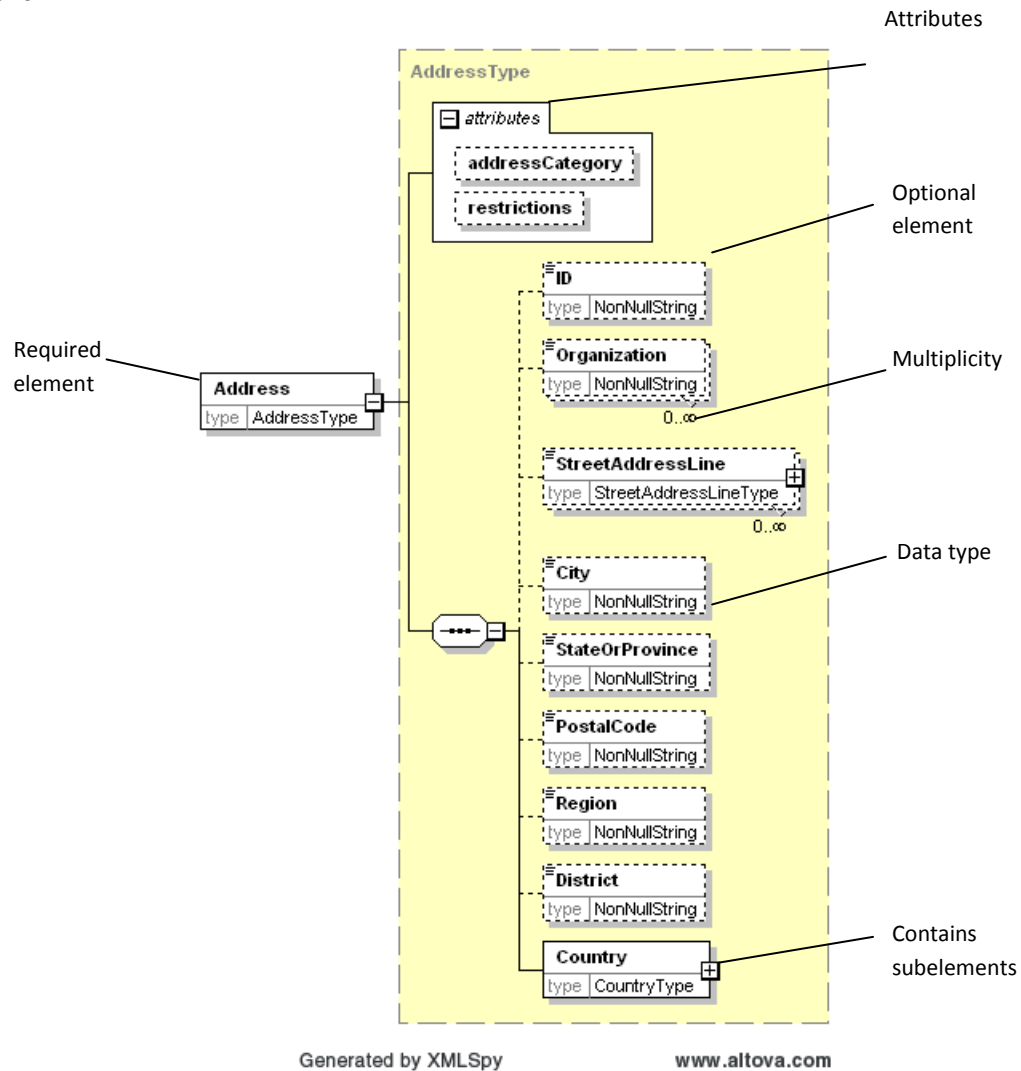 Attributes
AddressType
attributes
addressCategory
restrictions
Optional
element
ID
type NonNullString
Required
element
Organization
type NonNullString
0..∞
Multiplicity
Address
type AddressType
StreetAddressLine
type StreetAddressLineType
0..∞
Data type
City
type NonNullString
StateOrProvince
type NonNullString
PostalCode
type NonNullString
Region
type NonNullString
District
type NonNullString
Contains
subelements
Country
type CountryType
Generated by XMLSpy www.altova.com